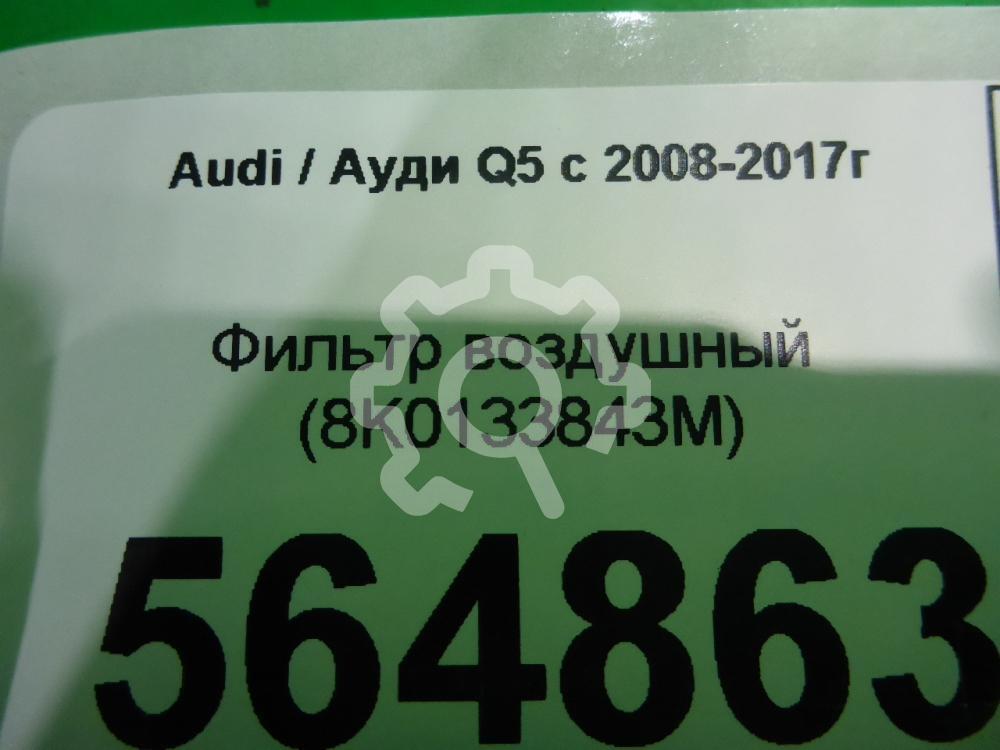 Audi / Ауди Q5 с 2008-2017г
Фильтр воздушный
(8K0133843M)
564863